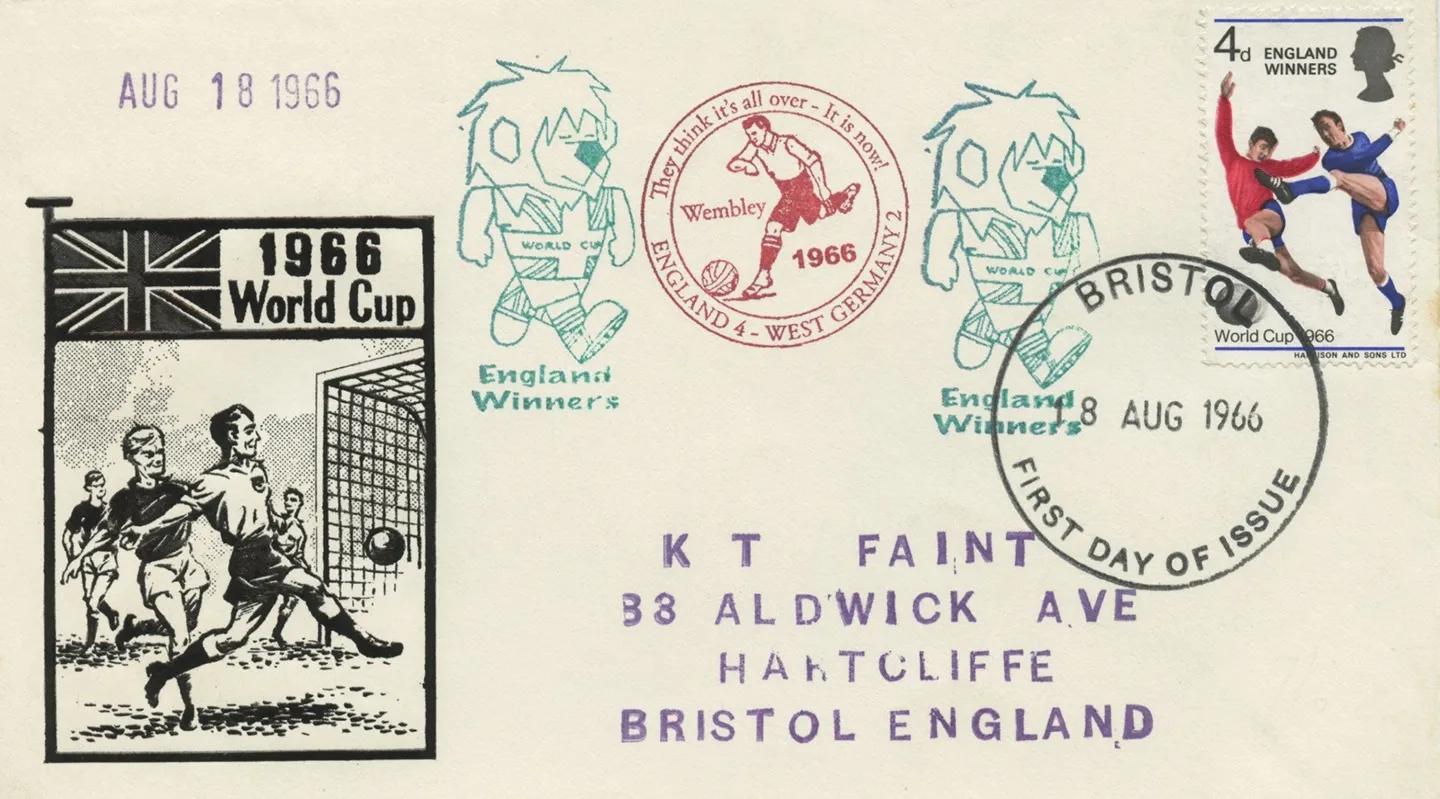 AUG 18 1966
1966
World Cup
WORLD CUP
England
Winners
They think it's all over - It is now!
Wembley
1966
ENGLAND 4 - WEST GERMANY 2
WORLD CUP
England
Winners
4d ENGLAND
WINNERS
World Cup 1966
HARRISON AND SONS LTD
BRISTOL
18 AUG 1966
FIRST DAY OF ISSUE
K T FAINT
83 ALDWICK AVE
HARTCLIFFE
BRISTOL ENGLAND